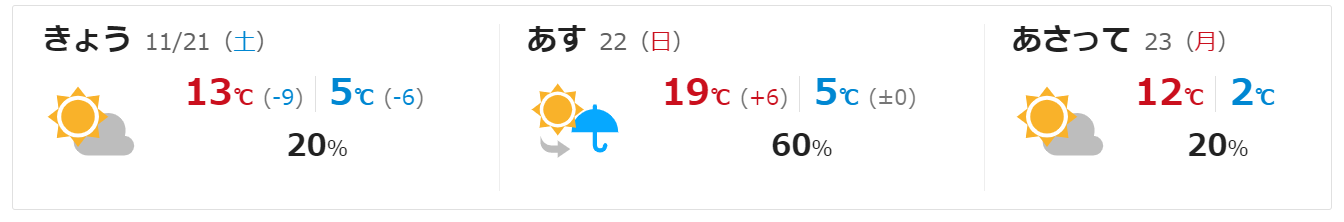 きょう 11/21（土）
13℃（-9） 5℃（-6）
20%
あす 22（日）
19℃（+6） 5℃（±0）
60%
あさって 23（月）
12℃ 2℃
20%